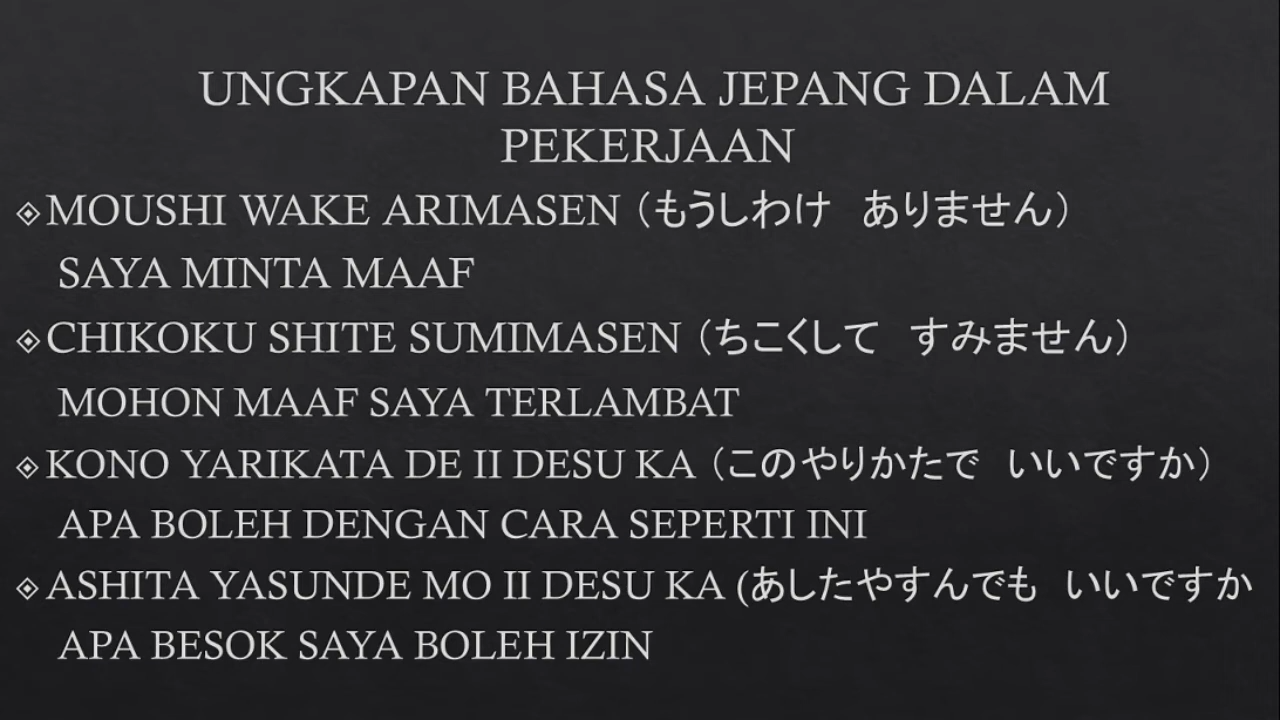 UNGKAPAN BAHASA JEPANG DALAM
PEKERJAAN
MOUSHI WAKE ARIMASEN（もうしわけ　ありません）
SAYA MINTA MAAF
CHIKOKU SHITE SUMIMASEN（ちこくして　すみません）
MOHON MAAF SAYA TERLAMBAT
KONO YARIKATA DE II DESU KA（このやりかたで　いいですか）
APA BOLEH DENGAN CARA SEPERTI INI
ASHITA YASUNDE MO II DESU KA (あしたやすんでも　いいですか
APA BESOK SAYA BOLEH IZIN